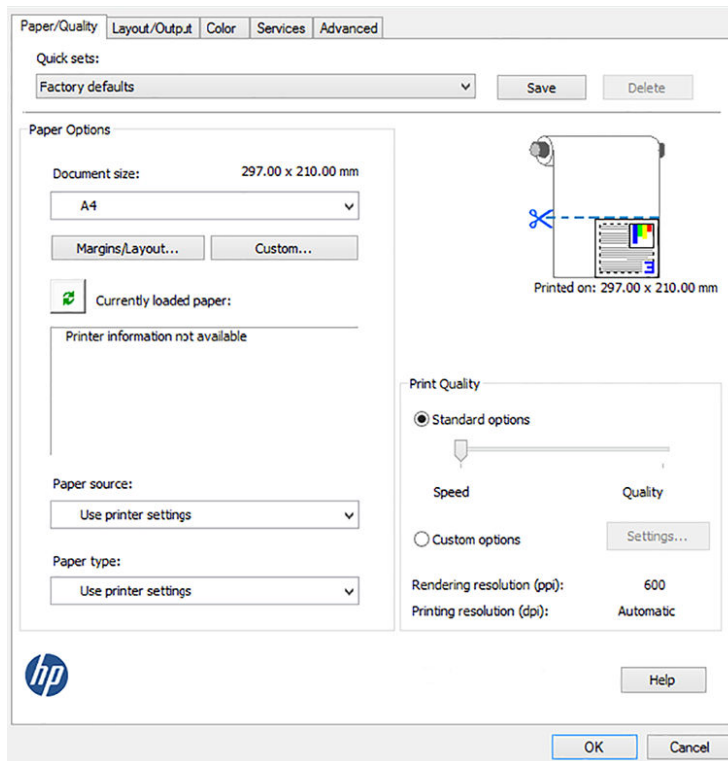 Paper/Quality Layout/Output Color Services Advanced
Quick sets:
Factory defaults Save Delete
Paper Options
Document size: 297.00 x 210.00 mm
A4
Margins/Layout... Custom...
Currently loaded paper:
Printer information not available
Printed on: 297.00 x 210.00 mm
Print Quality
Standard options
Speed Quality
Custom options Settings...
Rendering resolution (ppi): 600
Printing resolution (dpi): Automatic
Paper source:
Use printer settings
Paper type:
Use printer settings
hp
Help
OK Cancel